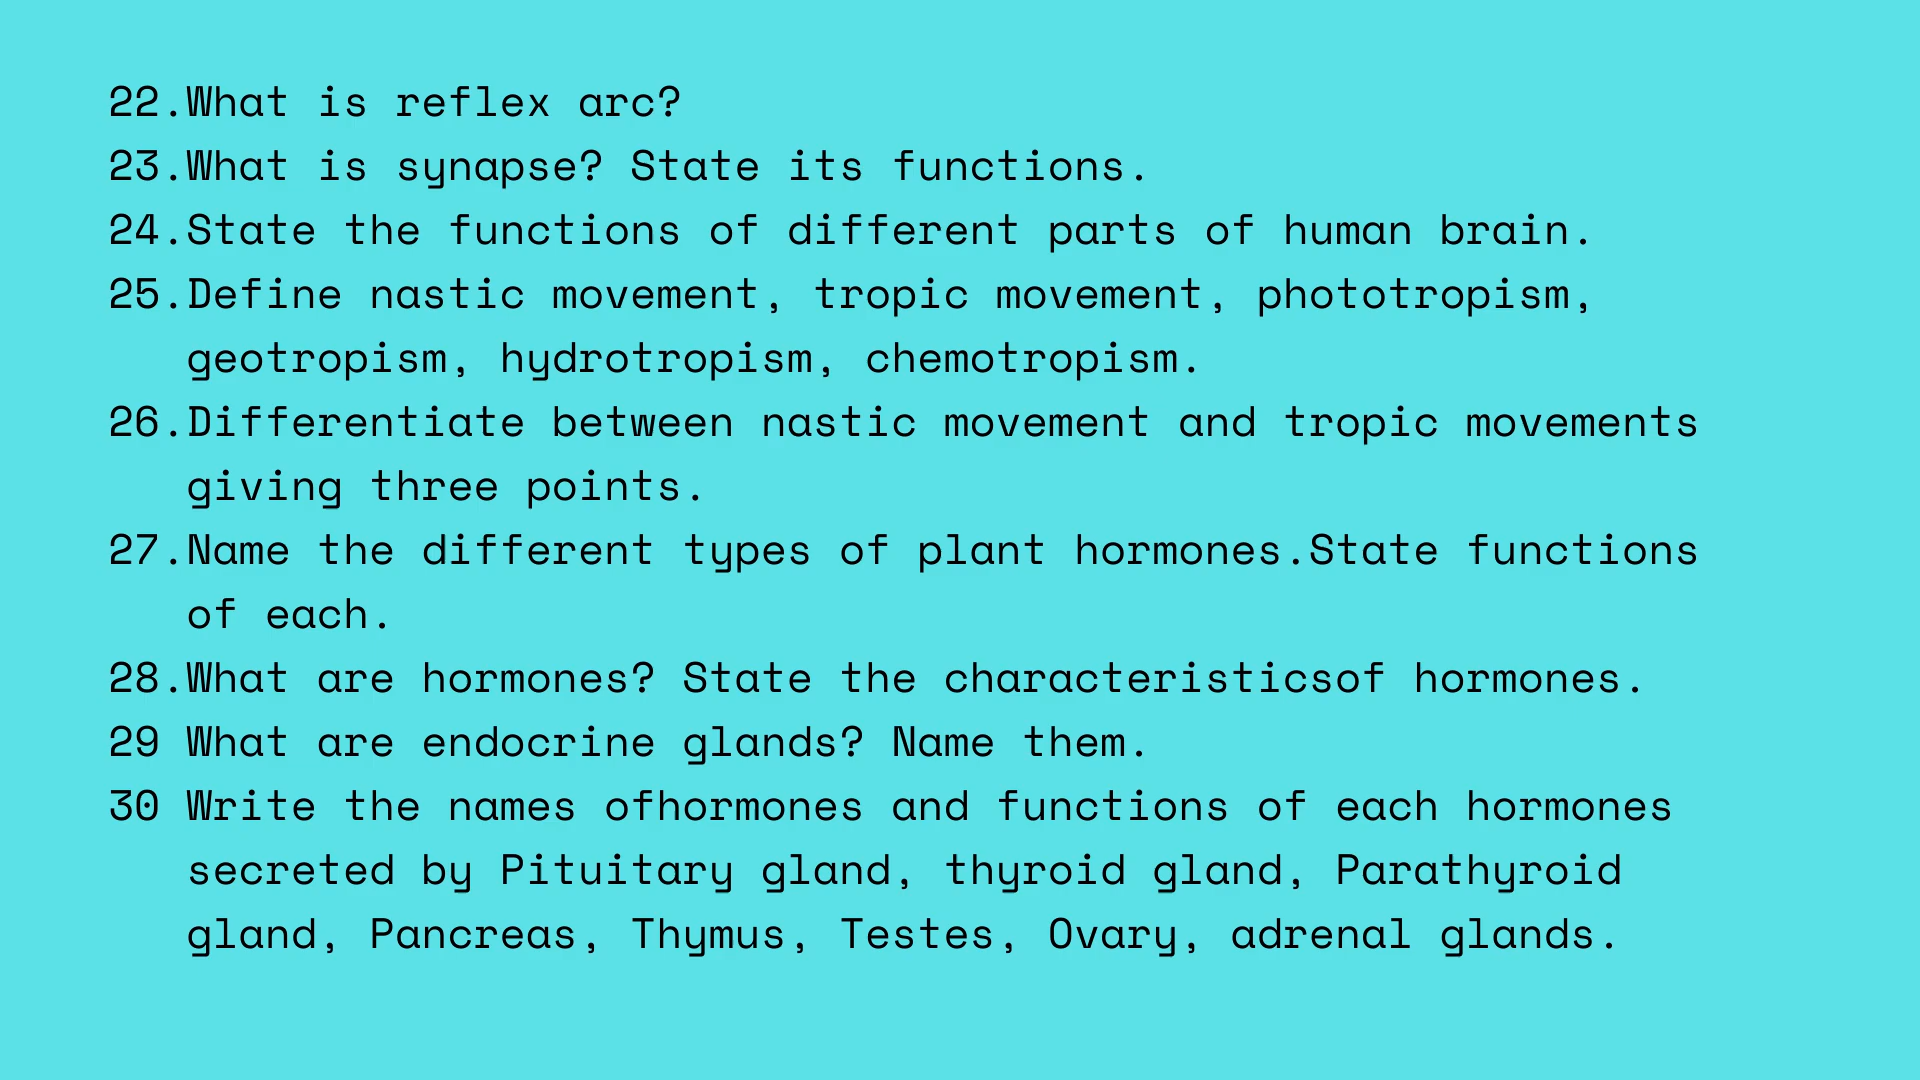 22.What is reflex arc?
23.What is synapse? State its functions.
24.State the functions of different parts of human brain.
25.Define nastic movement, tropic movement, phototropism,
geotropism, hydrotropism, chemotropism.
26.Differentiate between nastic movement and tropic movements
giving three points.
27.Name the different types of plant hormones.State functions
of each.
28.What are hormones? State the characteristicsof hormones.
29 What are endocrine glands? Name them.
30 Write the names ofhormones and functions of each hormones
secreted by Pituitary gland, thyroid gland, Parathyroid
gland, Pancreas, Thymus, Testes, Ovary, adrenal glands.